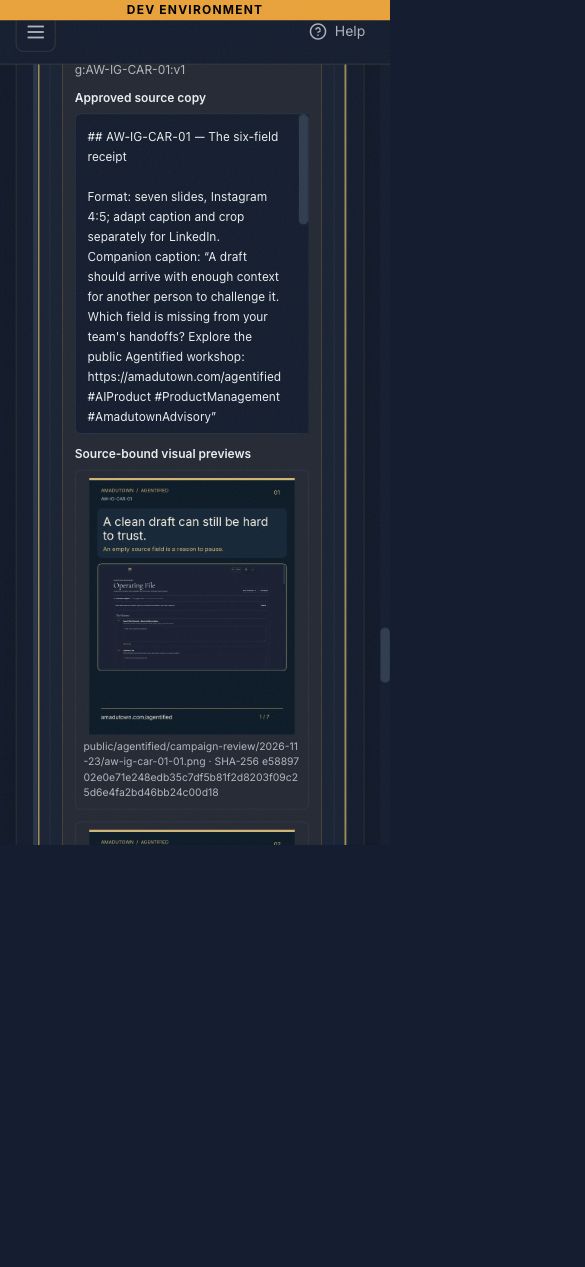 DEV ENVIRONMENT
Help
g:AW-IG-CAR-01:v1
Approved source copy
## AW-IG-CAR-01 — The six-field
receipt
Format: seven slides, Instagram
4:5; adapt caption and crop
separately for LinkedIn.
Companion caption: “A draft
should arrive with enough context
for another person to challenge it.
Which field is missing from your
team's handoffs? Explore the
public Agentified workshop:
https://amadutown.com/agentified
#AIProduct #ProductManagement
#AmadutownAdvisory”
Source-bound visual previews
AMADUTOWN / AGENTIFIED
01
AW-IG-CAR-01
A clean draft can still be hard
to trust.
An empty source field is a reason to pause.
Operating File
amadutown.com/agentified
1 / 7
public/agentified/campaign-review/2026-11
-23/aw-ig-car-01-01.png · SHA-256 e58897
02e0e71e248edb35c7df5b81f2d8203f09c2
5d6e4fa2bd46bb24c00d18
AMADUTOWN / AGENTIFIED